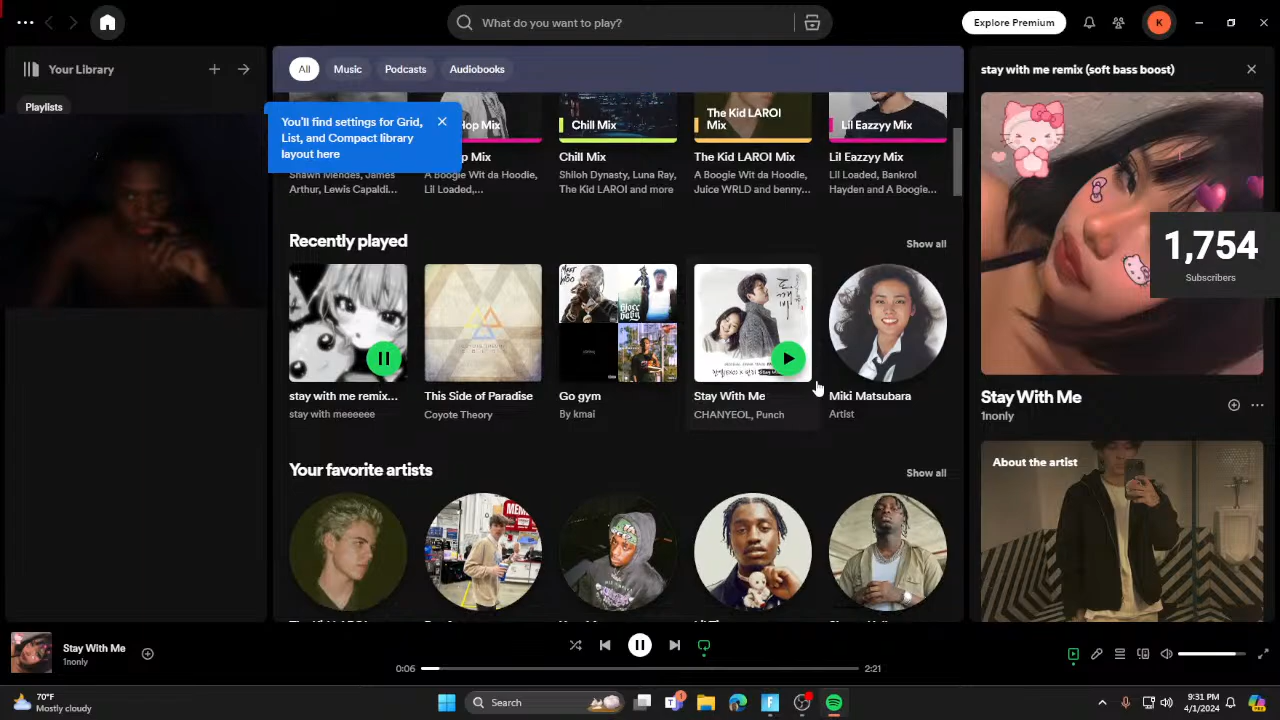 What do you want to play?
Explore Premium
K
Your Library
Playlists
You'll find settings for Grid,
List, and Compact library
layout here
All
Music
Podcasts
Audiobooks
Hop Mix
Chill Mix
The Kid LAROI
Mix
Lil Eazzyy Mix
p Mix
Chill Mix
The Kid LAROI Mix
Lil Eazzyy Mix
Shawn Mendes, James
Arthur, Lewis Capaldi...
A Boogie Wit da Hoodie,
Lil Loaded,...
Shiloh Dynasty, Luna Ray,
The Kid LAROI and more
A Boogie Wit da Hoodie,
Juice WRLD and benny...
Lil Loaded, Bankrol
Hayden and A Boogie...
Recently played
Show all
stay with me remix...
stay with meeeeee
This Side of Paradise
Coyote Theory
Go gym
By kmai
Stay With Me
CHANYEOL, Punch
Miki Matsubara
Artist
Your favorite artists
Show all
stay with me remix (soft bass boost)
1,754
Subscribers
Stay With Me
1nonly
About the artist
Stay With Me
1nonly
0:06
2:21
70°F
Mostly cloudy
Search
9:31 PM
4/3/2024